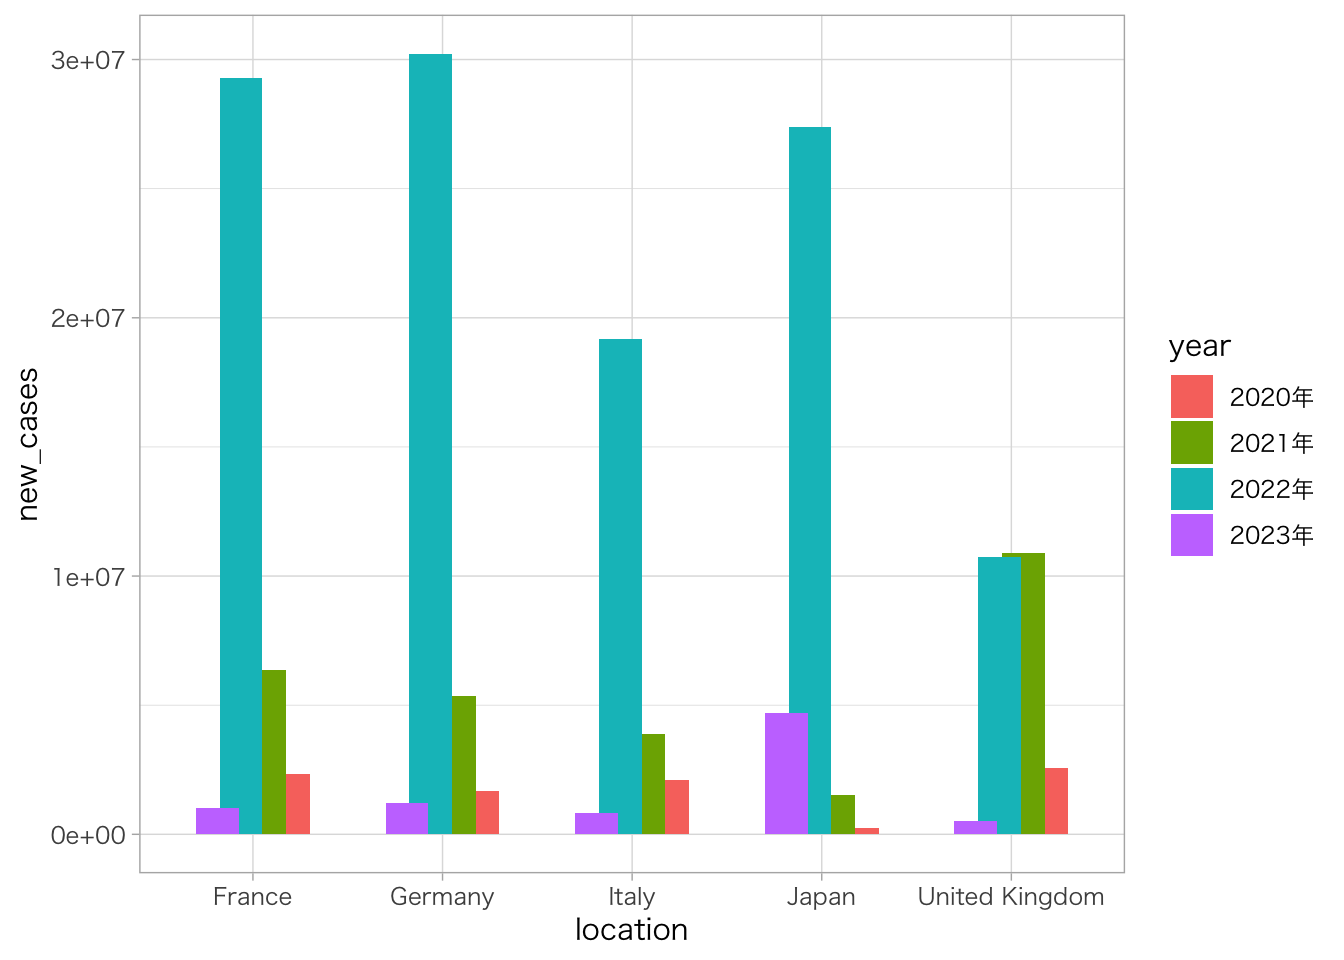 3e+07
2e+07
1e+07
0e+00
new_cases
France
Germany
Italy
Japan
United Kingdom
location
year
2020年
2021年
2022年
2023年